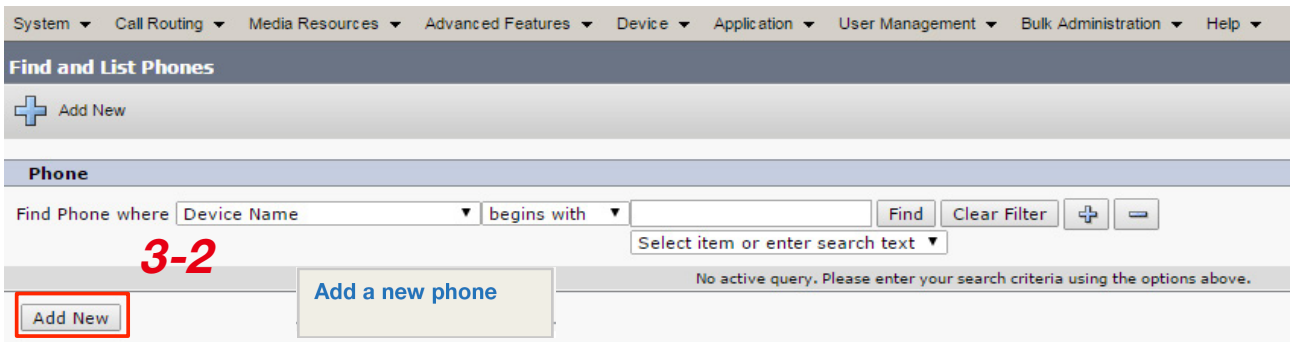 System Call Routing Media Resources Advanced Features Device Application User Management Bulk Administration Help
Find and List Phones
Add New
Phone
Find Phone where Device Name begins with Find Clear Filter
Select item or enter search text
3-2
No active query. Please enter your search criteria using the options above.
Add a new phone
Add New